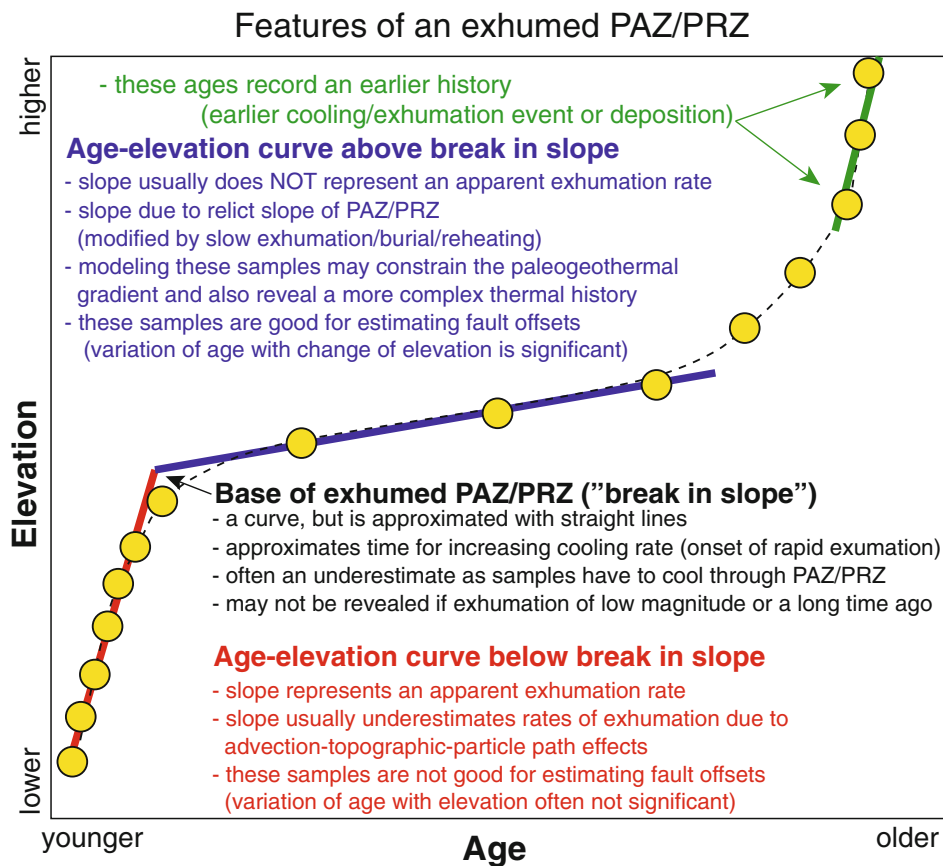 Features of an exhumed PAZ/PRZ
higher
- these ages record an earlier history
(earlier cooling/exhumation event or deposition)
Age-elevation curve above break in slope
- slope usually does NOT represent an apparent exhumation rate
- slope due to relict slope of PAZ/PRZ
(modified by slow exhumation/burial/reheating)
- modeling these samples may constrain the paleogeothermal
gradient and also reveal a more complex thermal history
- these samples are good for estimating fault offsets
(variation of age with change of elevation is significant)
Elevation
Base of exhumed PAZ/PRZ ("break in slope")
- a curve, but is approximated with straight lines
- approximates time for increasing cooling rate (onset of rapid exumation)
- often an underestimate as samples have to cool through PAZ/PRZ
- may not be revealed if exhumation of low magnitude or a long time ago
Age-elevation curve below break in slope
- slope represents an apparent exhumation rate
- slope usually underestimates rates of exhumation due to
advection-topographic-particle path effects
- these samples are not good for estimating fault offsets
(variation of age with elevation often not significant)
lower
younger
Age
older